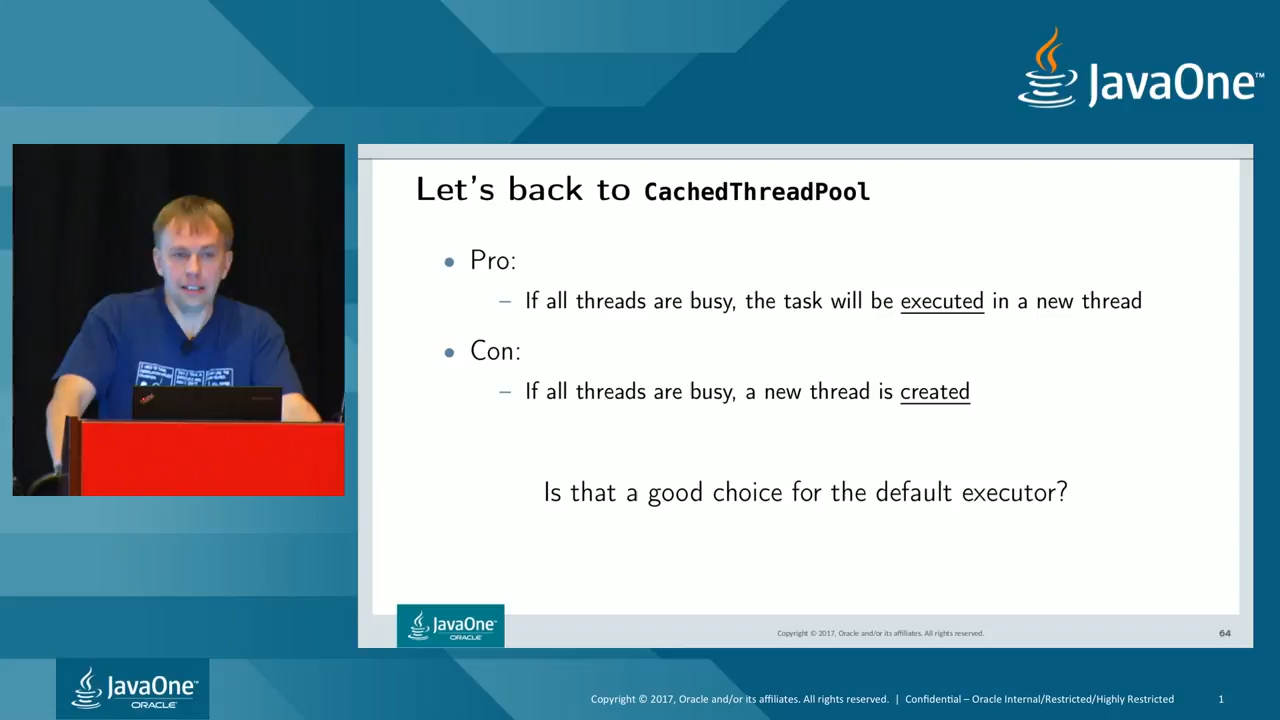 JavaOne™
Let's back to CachedThreadPool
• Pro:
– If all threads are busy, the task will be executed in a new thread
• Con:
– If all threads are busy, a new thread is created
Is that a good choice for the default executor?
JavaOne™
ORACLE
Copyright © 2017, Oracle and/or its affiliates. All rights reserved.
64
JavaOne™
ORACLE
Copyright © 2017, Oracle and/or its affiliates. All rights reserved. | Confidential – Oracle Internal/Restricted/Highly Restricted
1